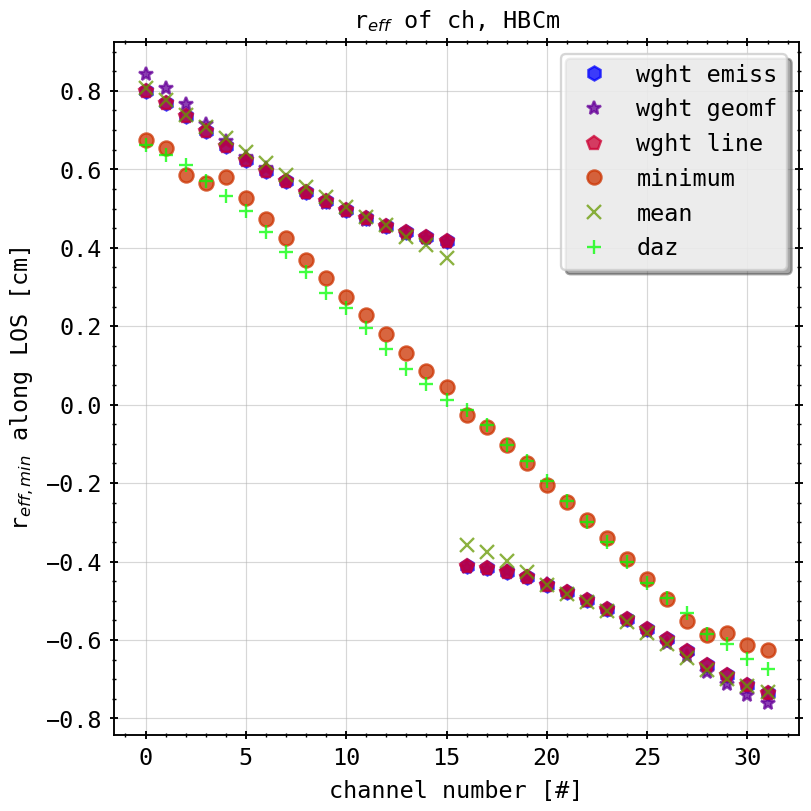 r_eff of ch, HBCm
wght emiss
wght geomf
wght line
minimum
mean
daz
r_eff,min along LOS [cm]
0.8
0.6
0.4
0.2
0.0
−0.2
−0.4
−0.6
−0.8
0 5 10 15 20 25 30
channel number [#]